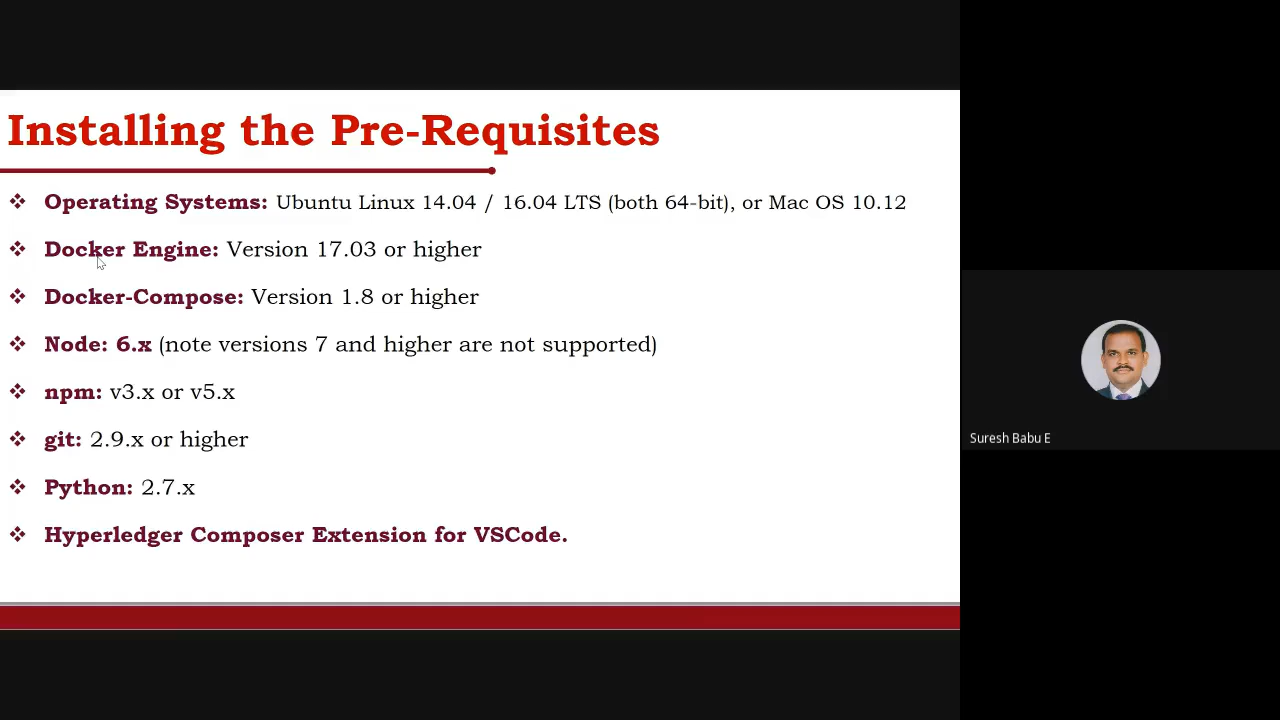 Installing the Pre-Requisites
❖ Operating Systems: Ubuntu Linux 14.04 / 16.04 LTS (both 64-bit), or Mac OS 10.12
❖ Docker Engine: Version 17.03 or higher
❖ Docker-Compose: Version 1.8 or higher
❖ Node: 6.x (note versions 7 and higher are not supported)
❖ npm: v3.x or v5.x
❖ git: 2.9.x or higher
❖ Python: 2.7.x
❖ Hyperledger Composer Extension for VSCode.
Suresh Babu E